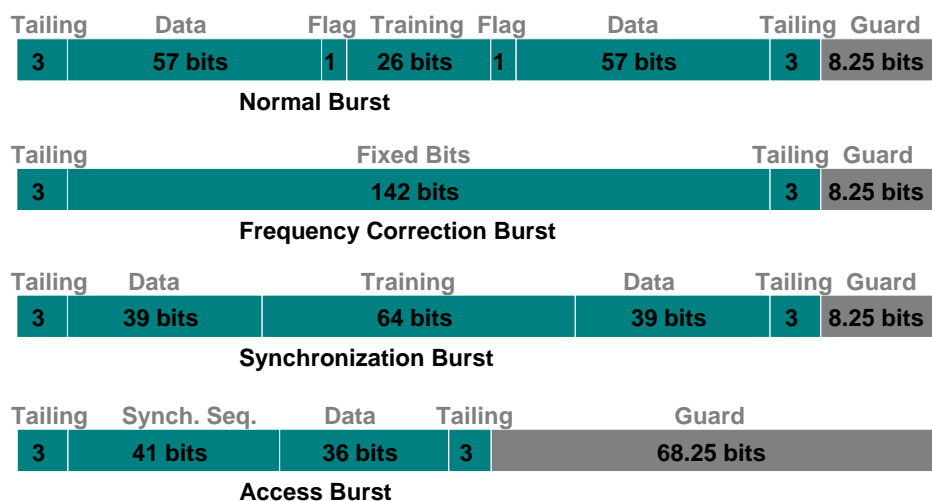 Tailing Data Flag Training Flag Data Tailing Guard
3 57 bits 1 26 bits 1 57 bits 3 8.25 bits
Normal Burst
Tailing Fixed Bits Tailing Guard
3 142 bits 3 8.25 bits
Frequency Correction Burst
Tailing Data Training Data Tailing Guard
3 39 bits 64 bits 39 bits 3 8.25 bits
Synchronization Burst
Tailing Synch. Seq. Data Tailing Guard
3 41 bits 36 bits 3 68.25 bits
Access Burst